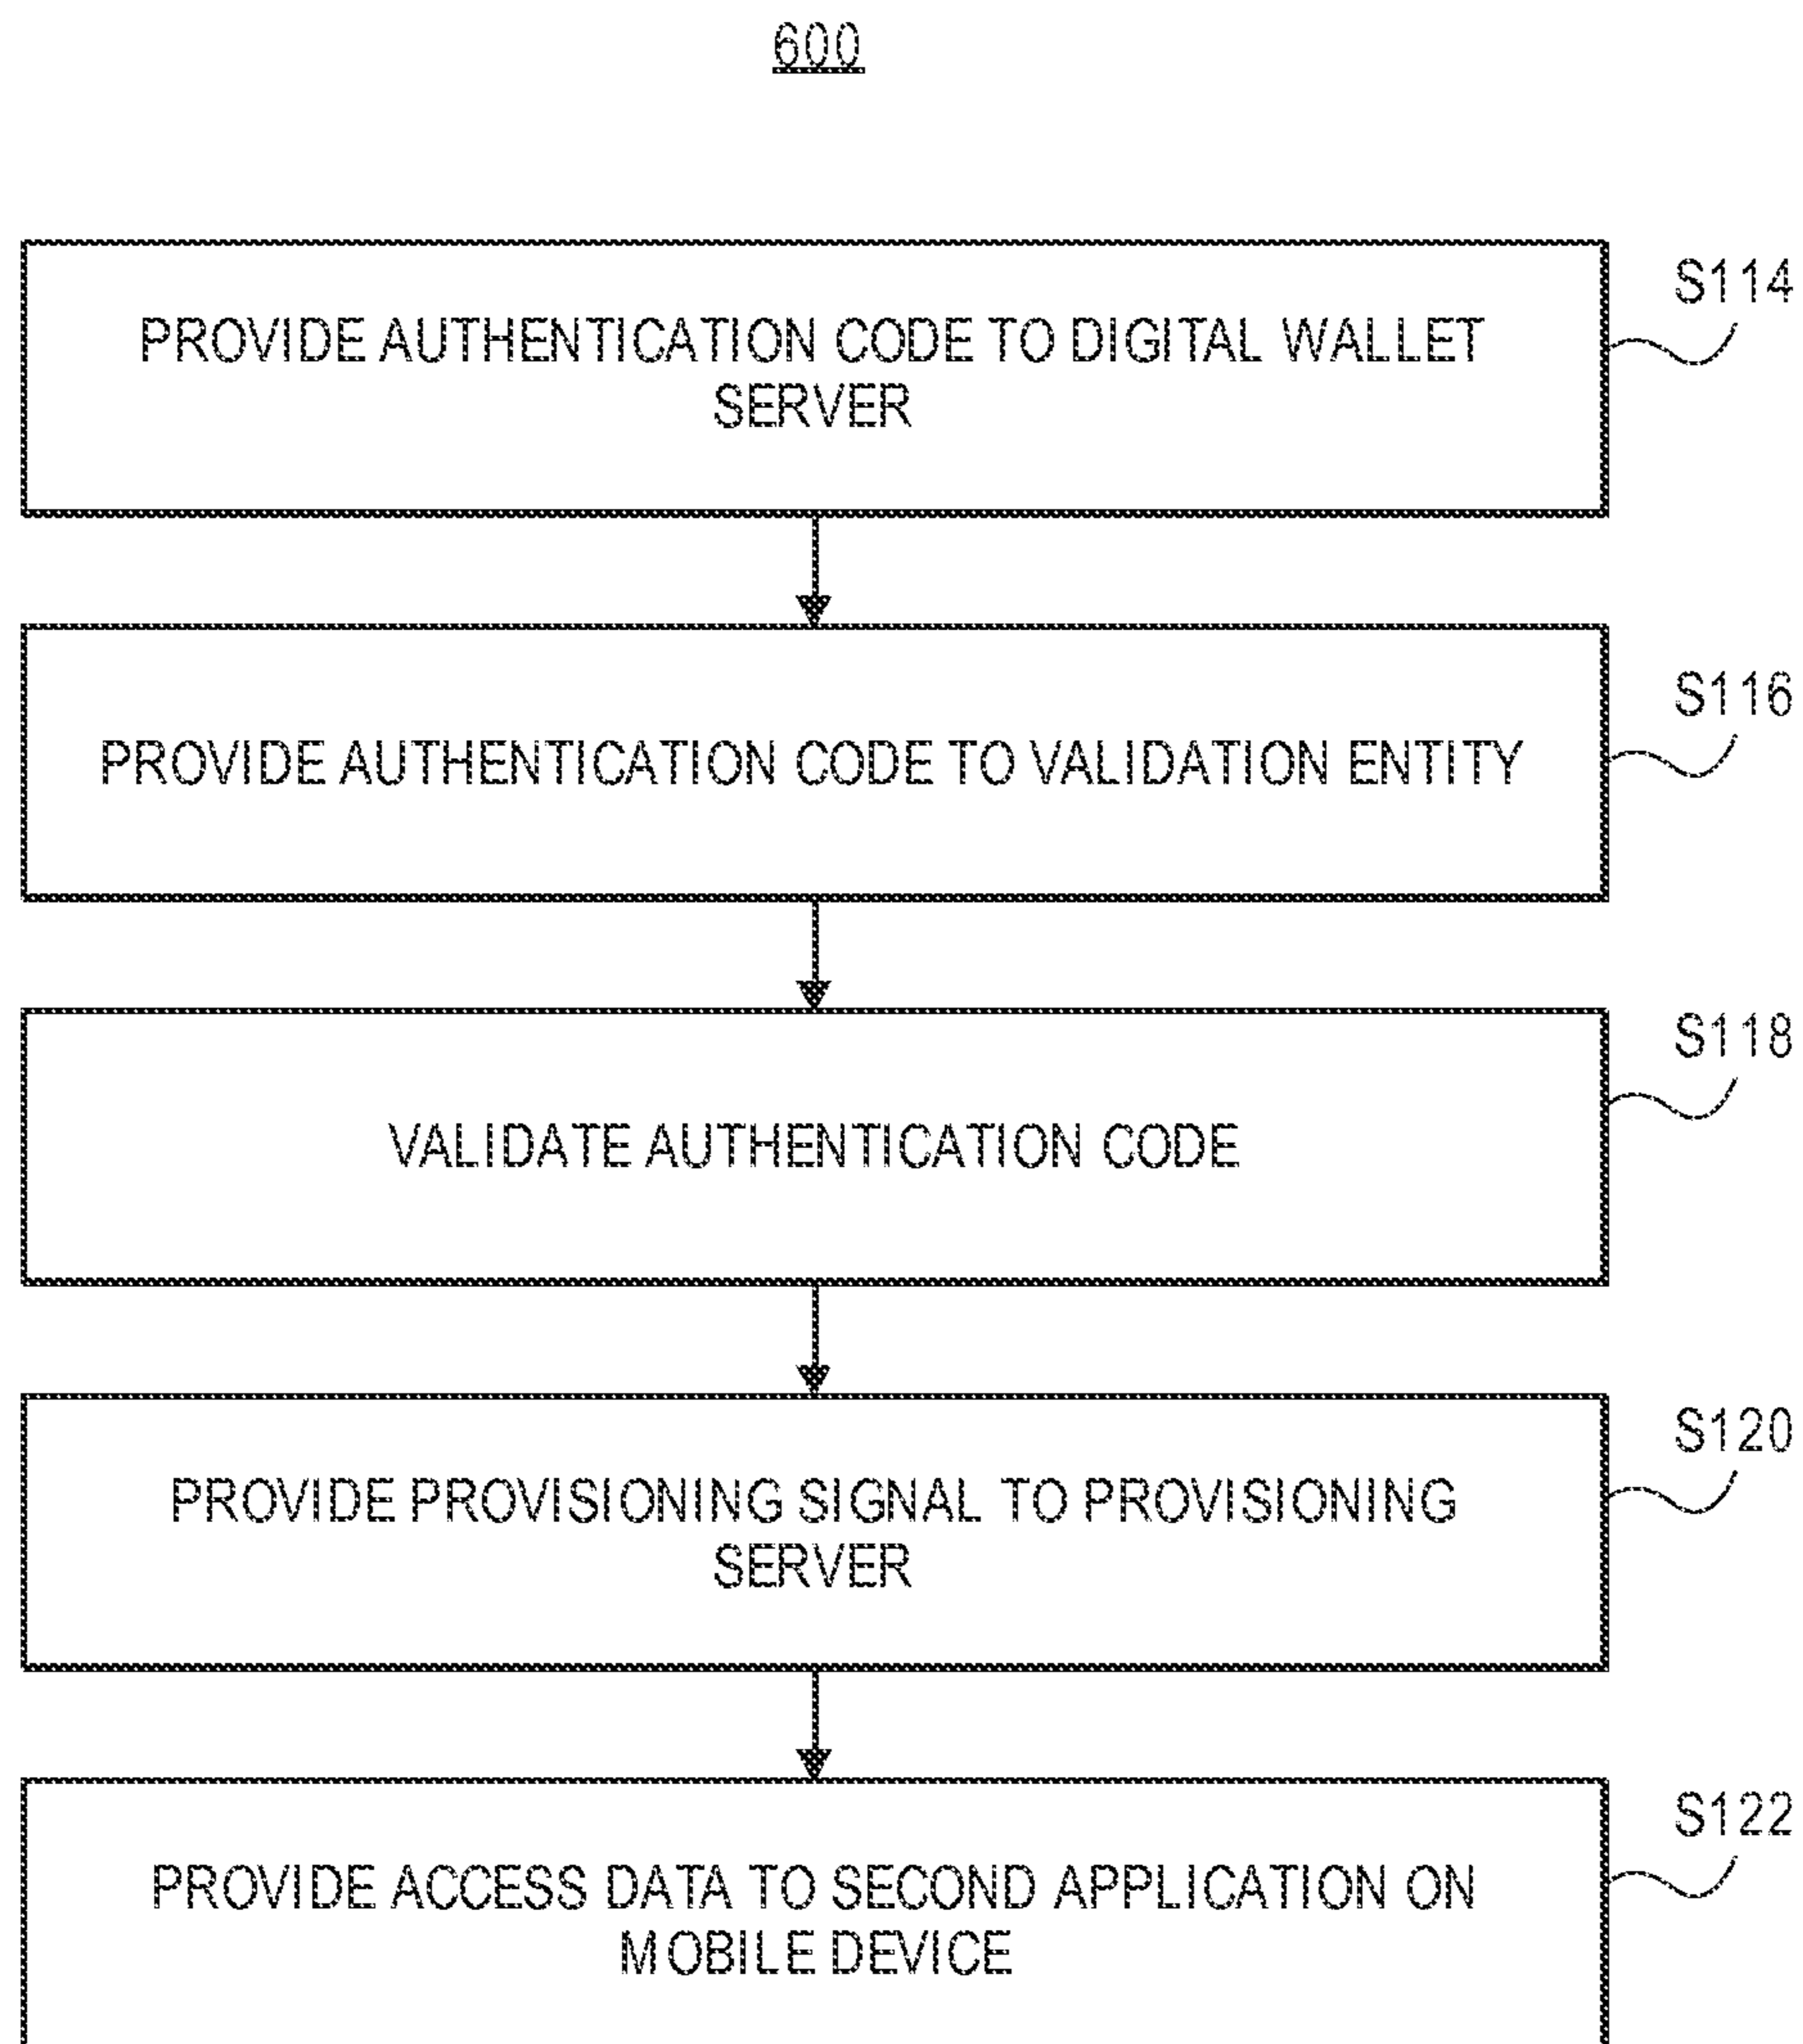 600
PROVIDE AUTHENTICATION CODE TO DIGITAL WALLET
SERVER
S114
PROVIDE AUTHENTICATION CODE TO VALIDATION ENTITY
S116
VALIDATE AUTHENTICATION CODE
S118
PROVIDE PROVISIONING SIGNAL TO PROVISIONING
SERVER
S120
PROVIDE ACCESS DATA TO SECOND APPLICATION ON
MOBILE DEVICE
S122